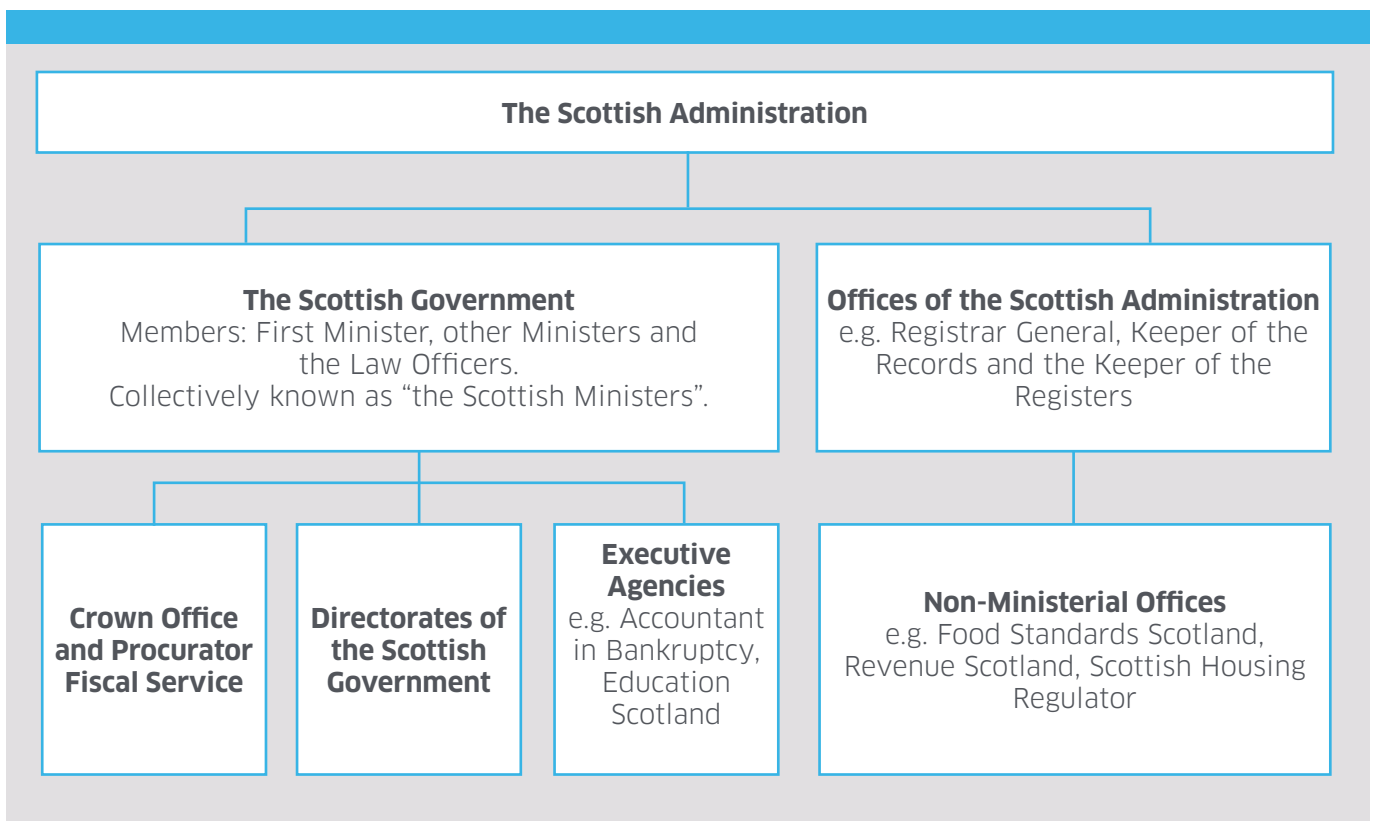 The Scottish Administration
The Scottish Government
Members: First Minister, other Ministers and
the Law Officers.
Collectively known as “the Scottish Ministers”.
Offices of the Scottish Administration
e.g. Registrar General, Keeper of the
Records and the Keeper of the
Registers
Crown Office
and Procurator
Fiscal Service
Directorates of
the Scottish
Government
Executive
Agencies
e.g. Accountant
in Bankruptcy,
Education
Scotland
Non-Ministerial Offices
e.g. Food Standards Scotland,
Revenue Scotland, Scottish Housing
Regulator